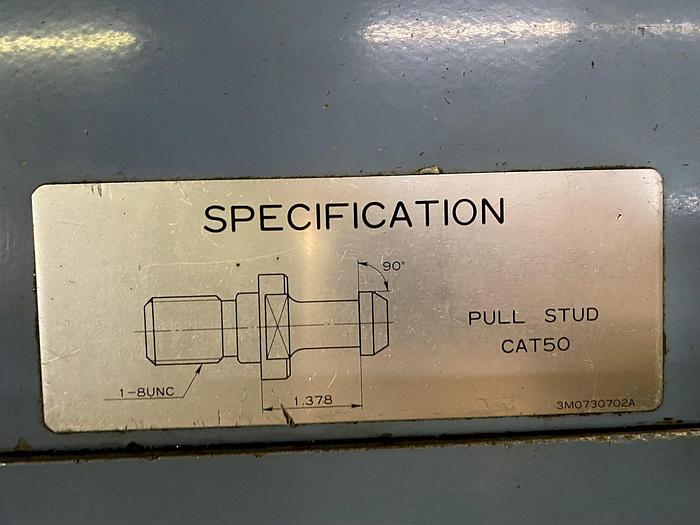 SPECIFICATION
90°
PULL STUD
CAT50
1-8UNC
1.378
3M0730702A